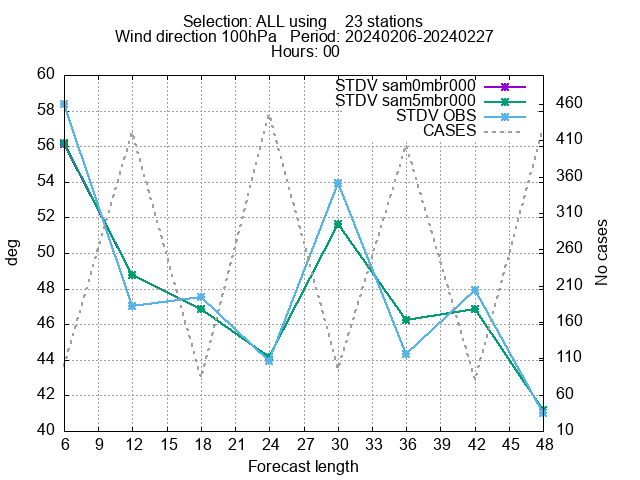 Selection: ALL using    23 stations
Wind direction 100hPa   Period: 20240206-20240227
Hours: 00
STDV sam0mbr000
STDV sam5mbr000
STDV OBS
CASES
60
58
56
54
52
50
48
46
44
42
40
deg
460
410
360
310
260
210
160
110
60
10
No cases
6 9 12 15 18 21 24 27 30 33 36 39 42 45 48
Forecast length